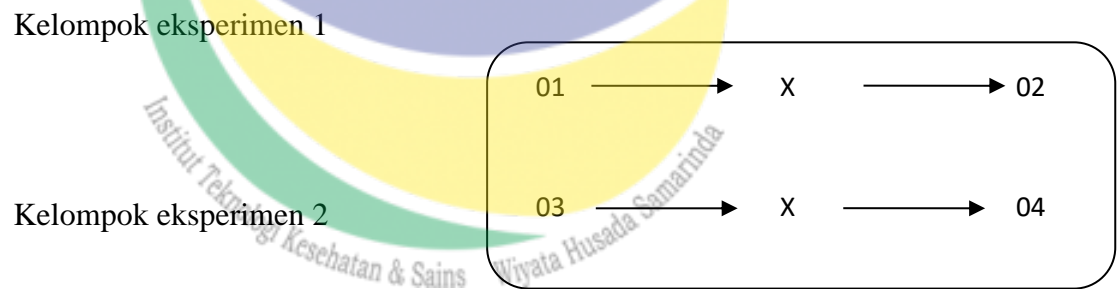 Kelompok eksperimen 1
01 X 02
Kelompok eksperimen 2
03 X 04
Institut Teknologi Kesehatan & Sains Wiyata Husada Samarinda